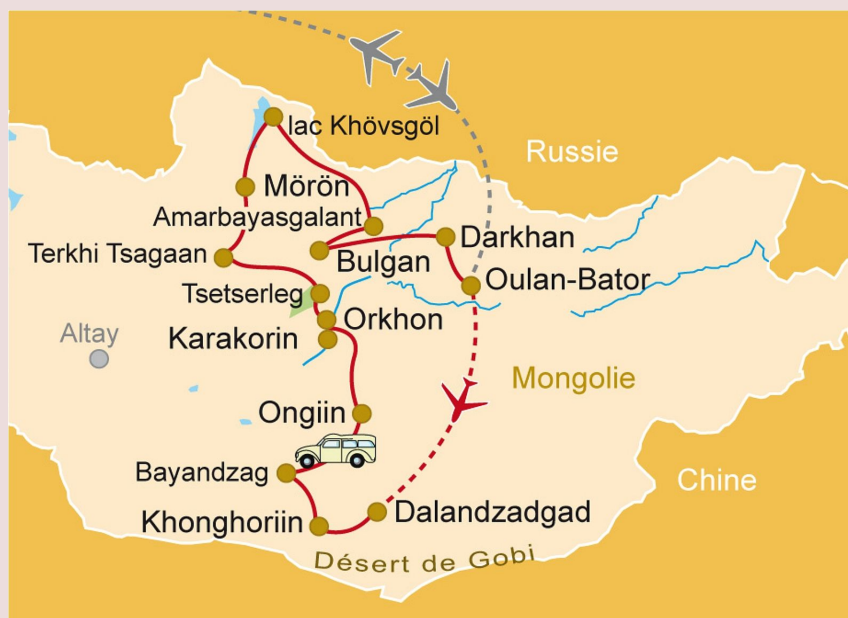 lac Khövsgöl
Russie
Mörön
Amarbayasgalant
Darkhan
Terkhi Tsagaan
Bulgan
Oulan-Bator
Tsetserleg
Orkhon
Karakorin
Altay
Mongolie
Ongiin
Bayandzag
Chine
Khonghoriin
Dalandzadgad
Désert de Gobi